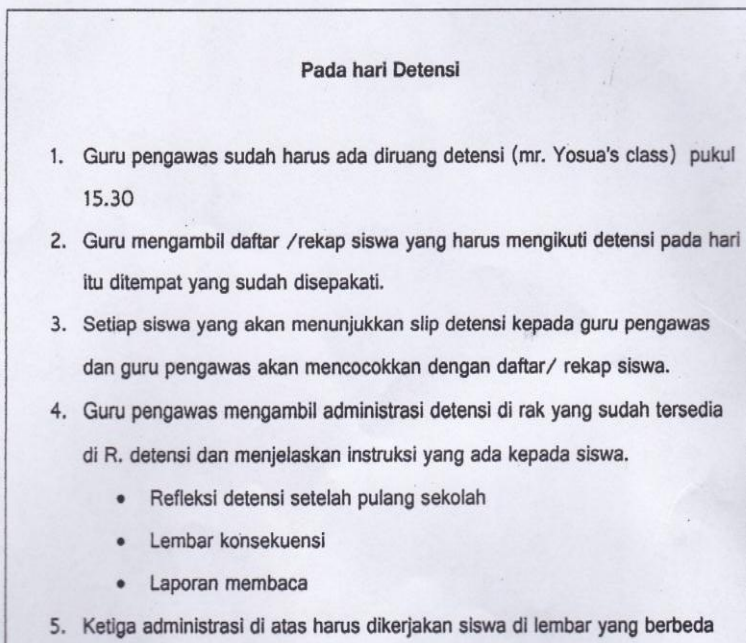 Pada hari Detensi
1. Guru pengawas sudah harus ada diruang detensi (mr. Yosua's class) pukul
15.30
2. Guru mengambil daftar /rekap siswa yang harus mengikuti detensi pada hari
itu ditempat yang sudah disepakati.
3. Setiap siswa yang akan menunjukkan slip detensi kepada guru pengawas
dan guru pengawas akan mencocokkan dengan daftar/ rekap siswa.
4. Guru pengawas mengambil administrasi detensi di rak yang sudah tersedia
di R. detensi dan menjelaskan instruksi yang ada kepada siswa.
• Refleksi detensi setelah pulang sekolah
• Lembar konsekuensi
• Laporan membaca
5. Ketiga administrasi di atas harus dikerjakan siswa di lembar yang berbeda